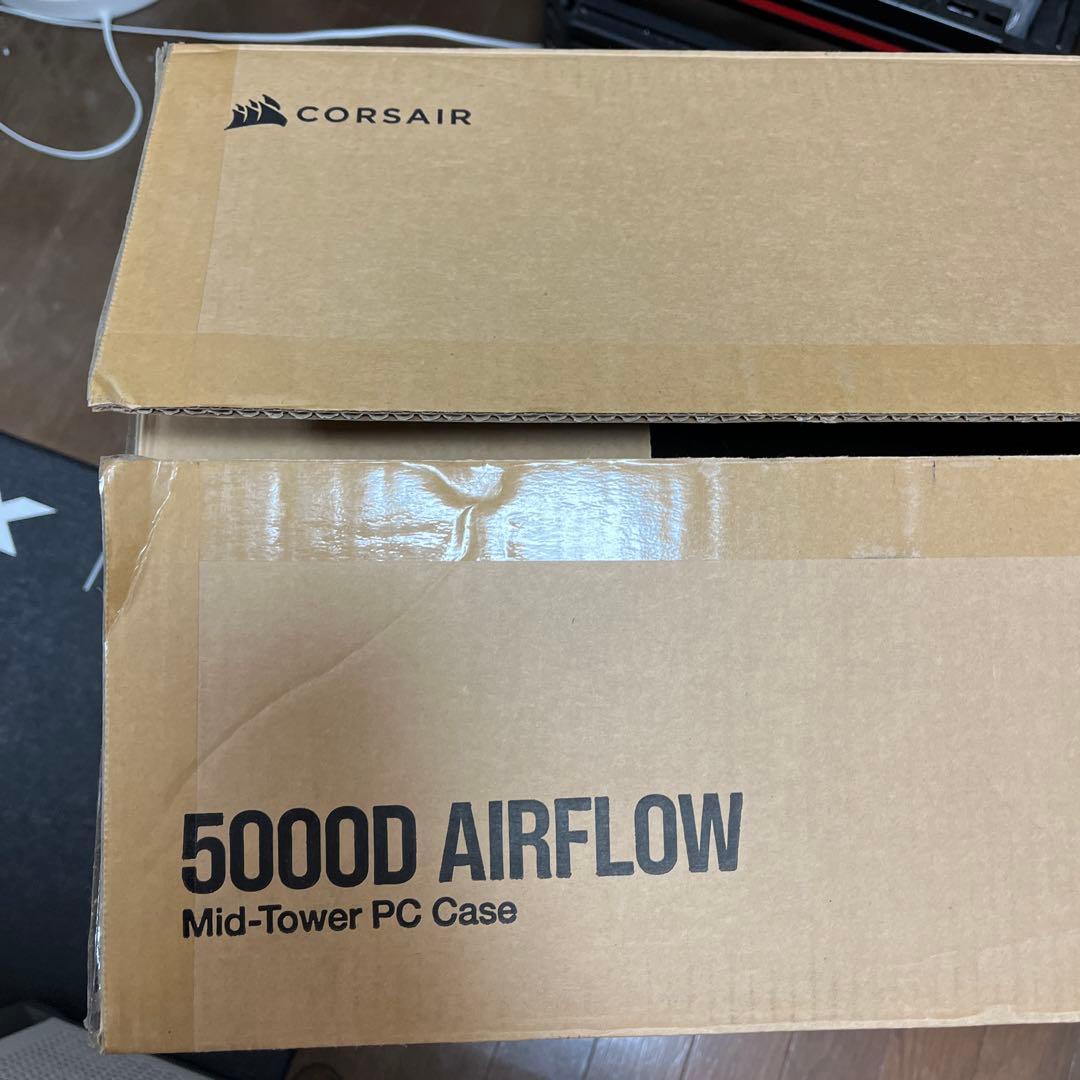 CORSAIR
5000D AIRFLOW
Mid-Tower PC Case